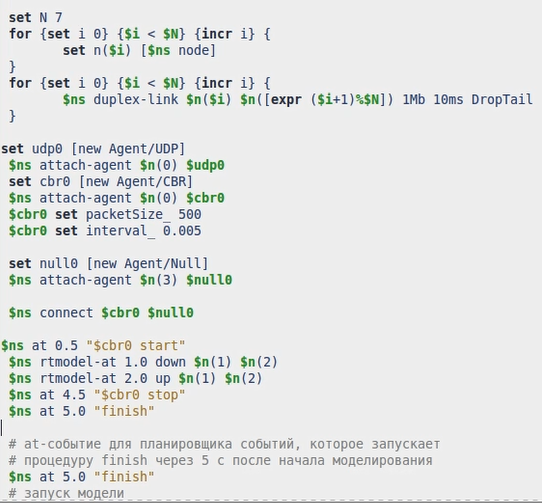 set N 7
for {set i 0} {$i < $N} {incr i} {
set n($i) [$ns node]
}
for {set i 0} {$i < $N} {incr i} {
$ns duplex-link $n($i) $n([expr ($i+1)%$N]) 1Mb 10ms DropTail
}
set udp0 [new Agent/UDP]
$ns attach-agent $n(0) $udp0
set cbr0 [new Agent/CBR]
$ns attach-agent $n(0) $cbr0
$cbr0 set packetSize_ 500
$cbr0 set interval_ 0.005
set null0 [new Agent/Null]
$ns attach-agent $n(3) $null0
$ns connect $cbr0 $null0
$ns at 0.5 "$cbr0 start"
$ns rtmodel-at 1.0 down $n(1) $n(2)
$ns rtmodel-at 2.0 up $n(1) $n(2)
$ns at 4.5 "$cbr0 stop"
$ns at 5.0 "finish"
# at-событие для планировщика событий, которое запускает
# процедуру finish через 5 с после начала моделирования
$ns at 5.0 "finish"
# запуск модели